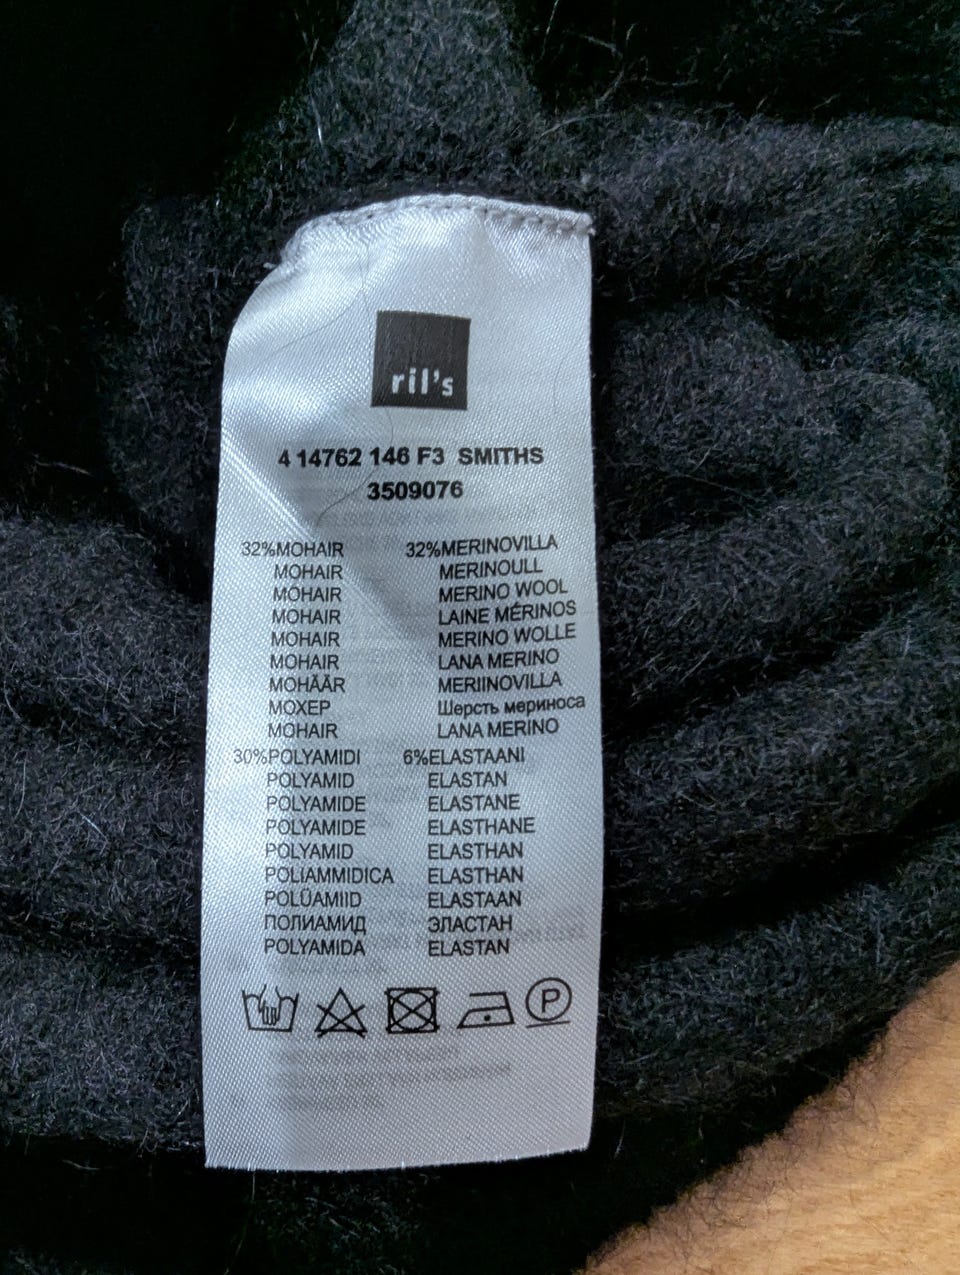 ril's
4 14762 146 F3 SMITHS
3509076
32%MOHAIR 32%MERINOVILLA
MOHAIR MERINOULL
MOHAIR MERINO WOOL
MOHAIR LAINE MÉRINOS
MOHAIR MERINO WOLLE
MOHAIR LANA MERINO
MOHÄÄR MERIINOVILLA
МОХЕР Шерсть мериноса
MOHAIR LANA MERINO
30%POLYAMIDI 6%ELASTAANI
POLYAMID ELASTAN
POLYAMIDE ELASTANE
POLYAMIDE ELASTHANE
POLYAMID ELASTHAN
POLIAMMIDICA ELASTHAN
POLÜAMIID ELASTAAN
ПОЛИАМИД ЭЛАСТАН
POLYAMIDA ELASTAN
P